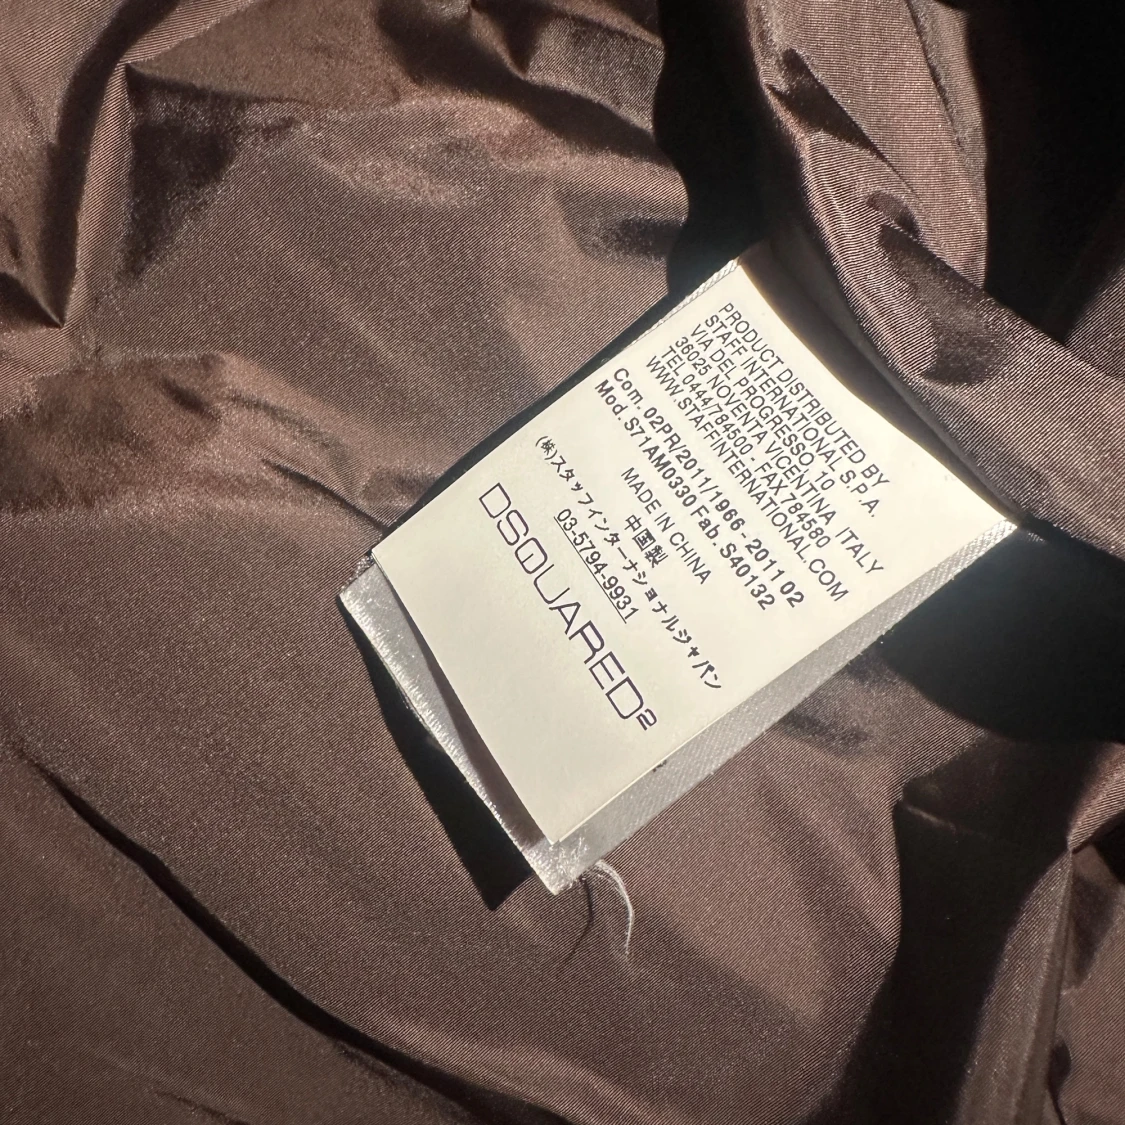 PRODUCT DISTRIBUTED BY
STAFF INTERNATIONAL S.P.A.
VIA DEL PROGRESSO, 10
36025 NOVENTA VICENTINA ITALY
TEL 0444/784500 - FAX 784580
WWW.STAFFINTERNATIONAL.COM
Com. 02PR/2011/1966 - 2011 02
Mod. S71AM0330 Fab. S40132
MADE IN CHINA
中国製
(株)スタッフインターナショナルジャパン
03-5794-9931
DSQUARED2